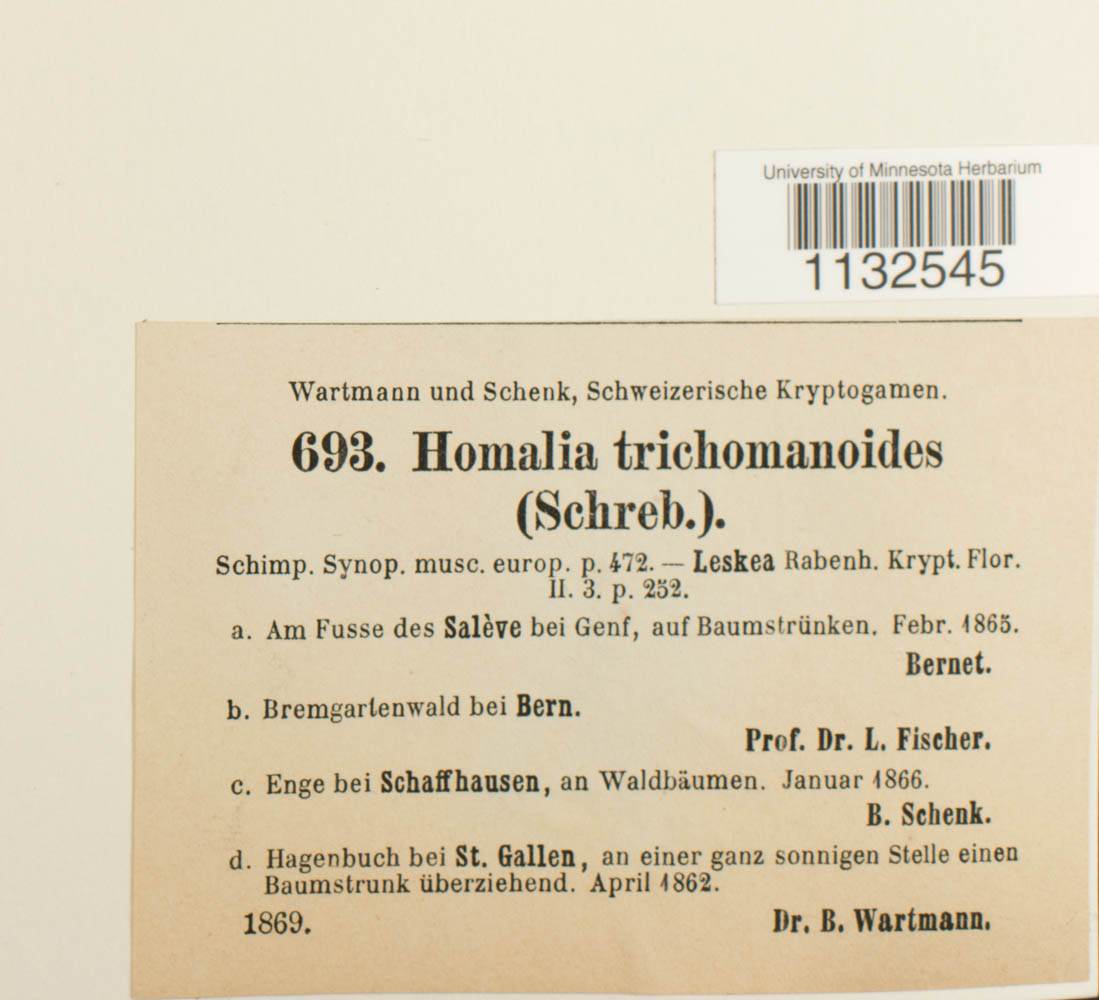 University of Minnesota Herbarium
1132545
Wartmann und Schenk, Schweizerische Kryptogamen.
693. Homalia trichomanoides
(Schreb.).
Schimp. Synop. musc. europ. p. 472. — Leskea Rabenh. Krypt. Flor.
II. 3. p. 252.
a. Am Fusse des Salève bei Genf, auf Baumstrünken. Febr. 1865.
Bernet.
b. Bremgartenwald bei Bern.
Prof. Dr. L. Fischer.
c. Enge bei Schaffhausen, an Waldbäumen. Januar 1866.
B. Schenk.
d. Hagenbuch bei St. Gallen, an einer ganz sonnigen Stelle einen
Baumstrunk überziehend. April 1862.
1869. Dr. B. Wartmann.